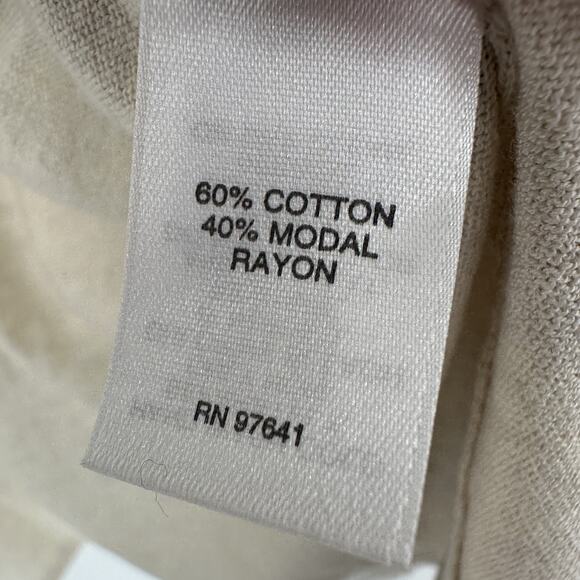 60% COTTON
40% MODAL
RAYON
RN 97641